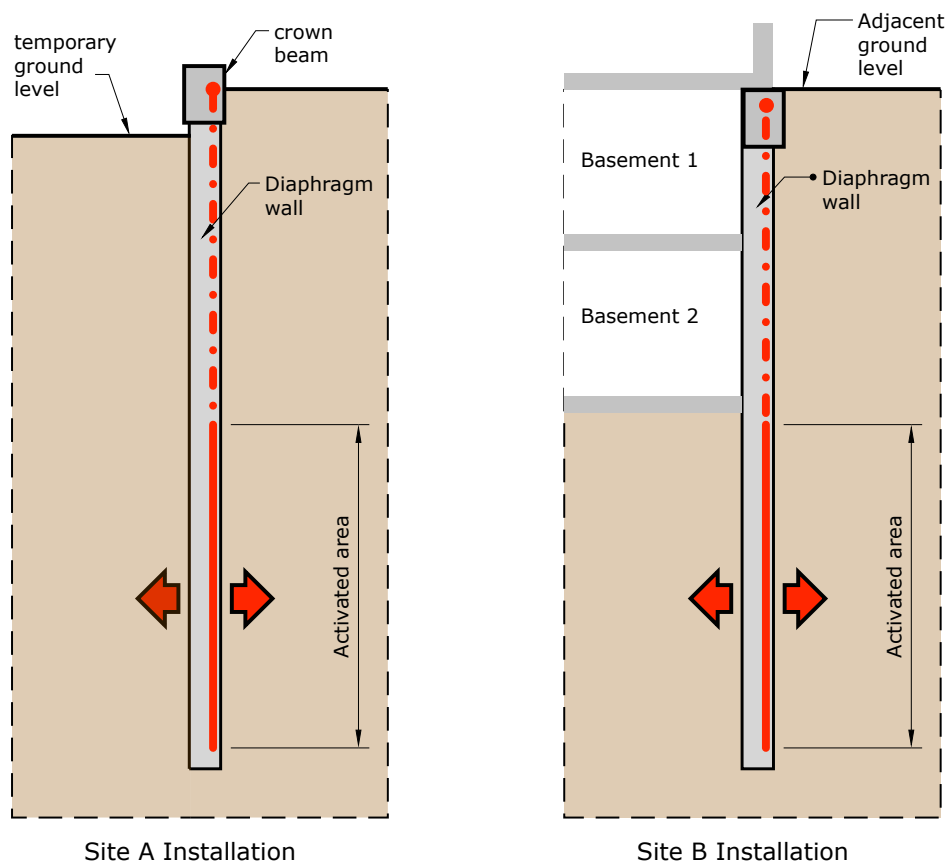 temporary
ground
level
crown
beam
Diaphragm
wall
Activated area
Site A Installation
Adjacent
ground
level
Basement 1
Diaphragm
wall
Basement 2
Activated area
Site B Installation